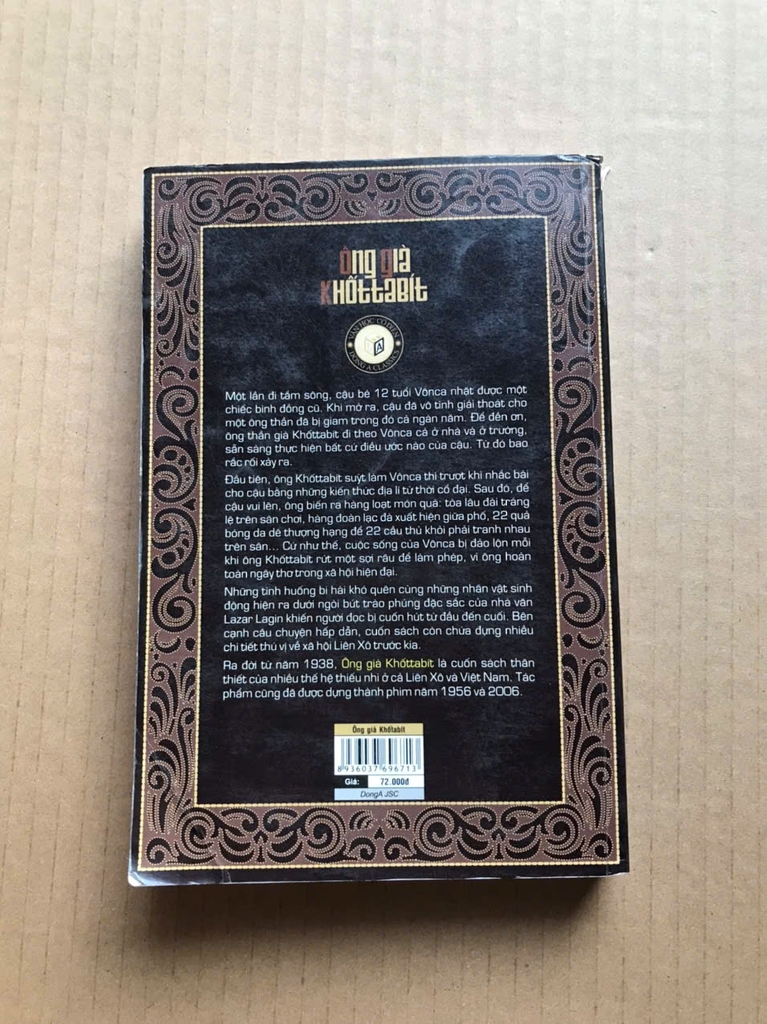 ông già
Khốttabít
VĂN HỌC CỔ ĐIỂN
A
ĐÔNG A CLASSICS
Một lần đi tắm sông, cậu bé 12 tuổi Vônca nhặt được một
chiếc bình đồng cũ. Khi mở ra, cậu đã vô tình giải thoát cho
một ông thần đã bị giam trong đó cả ngàn năm. Để đền ơn,
ông thần già Khốttabít đi theo Vônca cả ở nhà và ở trường,
sẵn sàng thực hiện bất cứ điều ước nào của cậu. Từ đó bao
rắc rối xảy ra.
Đầu tiên, ông Khốttabít suýt làm Vônca thi trượt khi nhắc bài
cho cậu bằng những kiến thức địa lí từ thời cổ đại. Sau đó, để
cậu vui lên, ông biến ra hàng loạt món quà: tòa lâu đài tráng
lệ trên sân chơi, hàng đoàn lạc đà xuất hiện giữa phố, 22 quả
bóng da dê thượng hạng để 22 cầu thủ khỏi phải tranh nhau
trên sân... Cứ như thế, cuộc sống của Vônca bị đảo lộn mỗi
khi ông Khốttabít rút một sợi râu để làm phép, vì ông hoàn
toàn ngây thơ trong xã hội hiện đại.
Những tình huống bi hài khó quên cùng những nhân vật sinh
động hiện ra dưới ngòi bút trào phúng đặc sắc của nhà văn
Lazar Lagin khiến người đọc bị cuốn hút từ đầu đến cuối. Bên
cạnh câu chuyện hấp dẫn, cuốn sách còn chứa đựng nhiều
chi tiết thú vị về xã hội Liên Xô trước kia.
Ra đời từ năm 1938, Ông già Khốttabít là cuốn sách thân
thiết của nhiều thế hệ thiếu nhi ở cả Liên Xô và Việt Nam. Tác
phẩm cũng đã được dựng thành phim năm 1956 và 2006.
Ông già Khốtabít
8936037696713
Giá: 72.000đ
DongA JSC